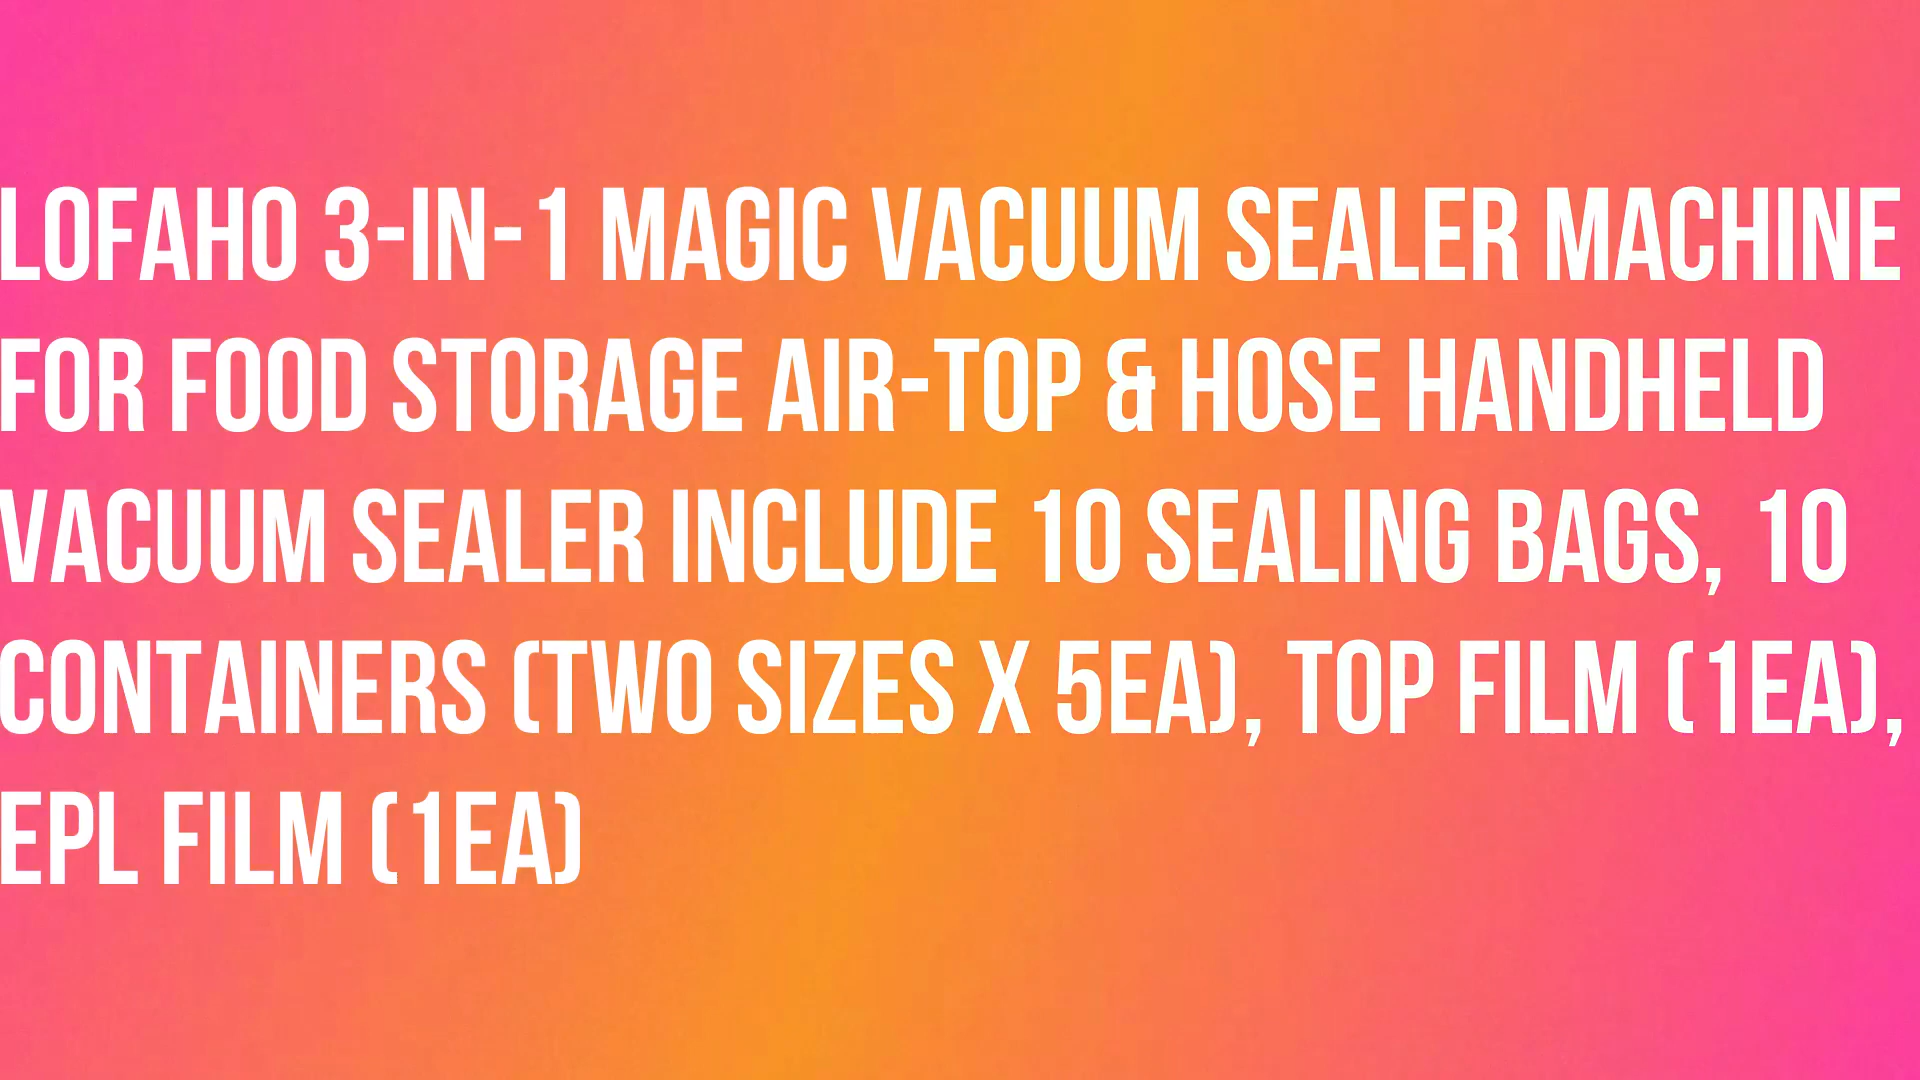 LOFAHO 3-IN-1 MAGIC VACUUM SEALER MACHINE
FOR FOOD STORAGE AIR-TOP & HOSE HANDHELD
VACUUM SEALER INCLUDE 10 SEALING BAGS, 10
CONTAINERS (TWO SIZES X 5EA), TOP FILM (1EA),
EPL FILM (1EA)